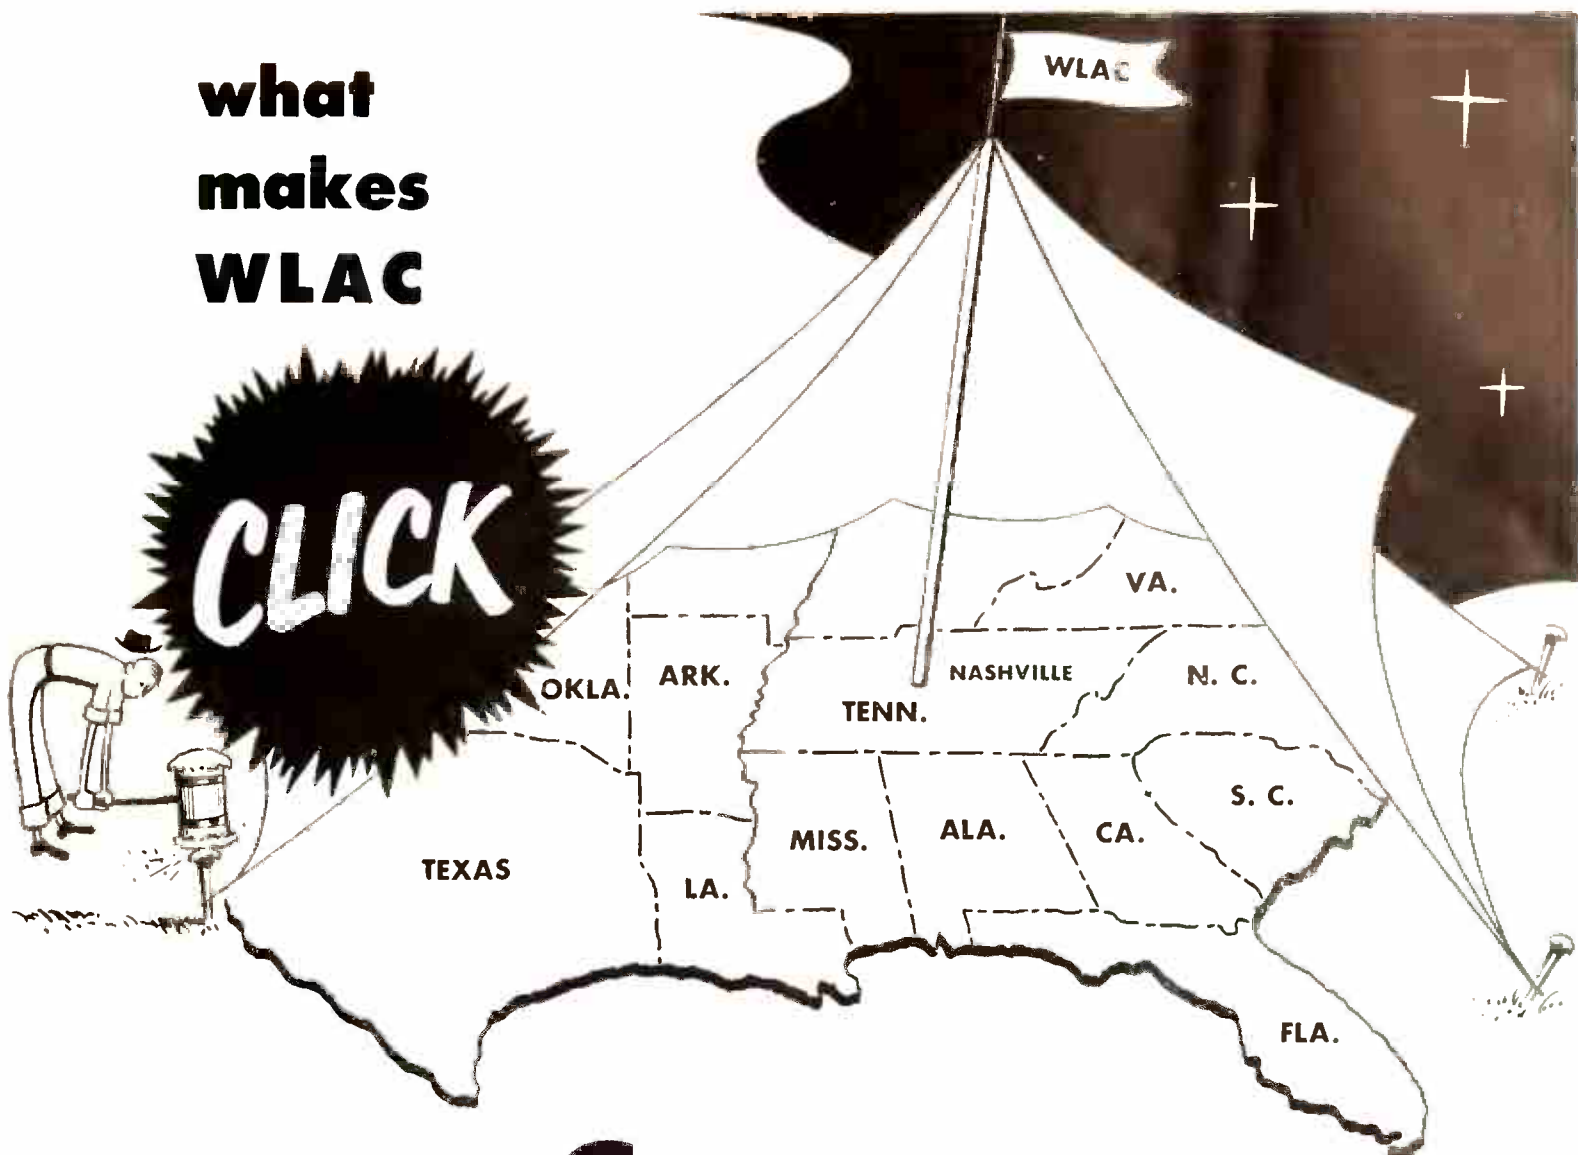 what
makes
WLAC
CLICK
WLAC
VA.
OKLA.
ARK.
NASHVILLE
N. C.
TENN.
S. C.
MISS.
ALA.
CA.
TEXAS
LA.
FLA.